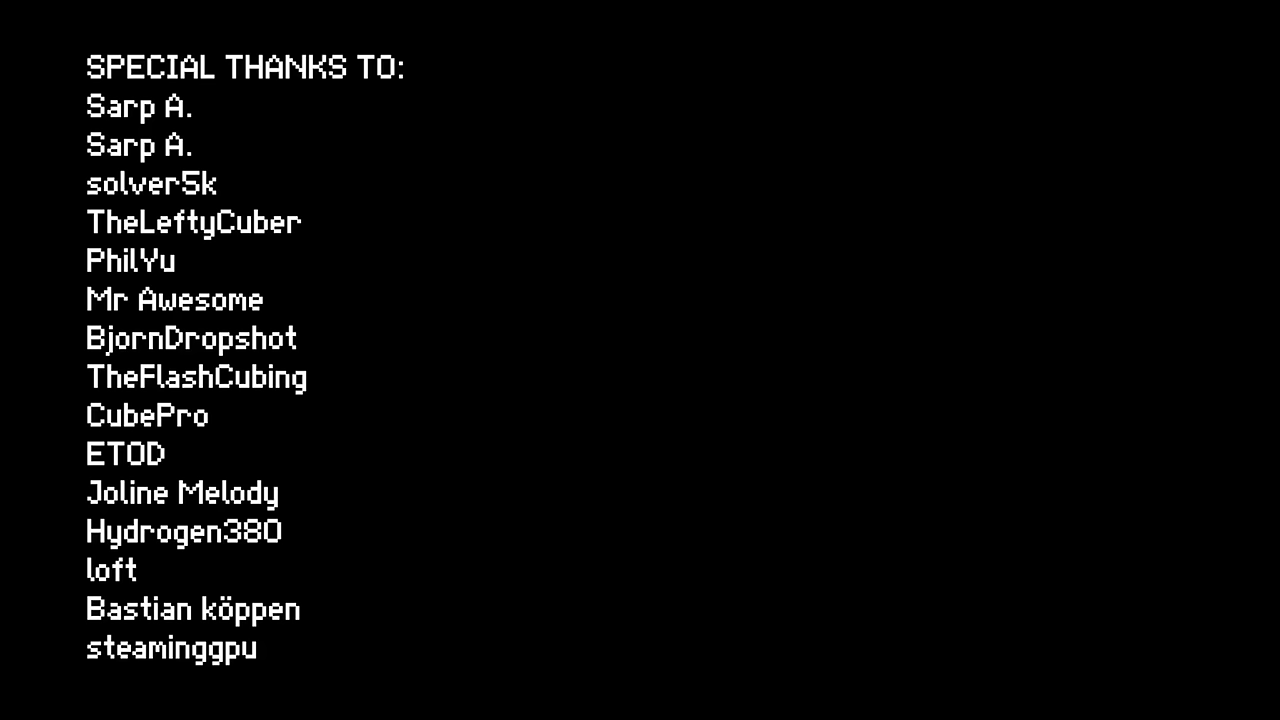 SPECIAL THANKS TO:
Sarp A.
Sarp A.
solver5k
TheLeftyCuber
PhilYu
Mr Awesome
BjornDropshot
TheFlashCubing
CubePro
ETOD
Joline Melody
Hydrogen380
loft
Bastian köppen
steaminggpu